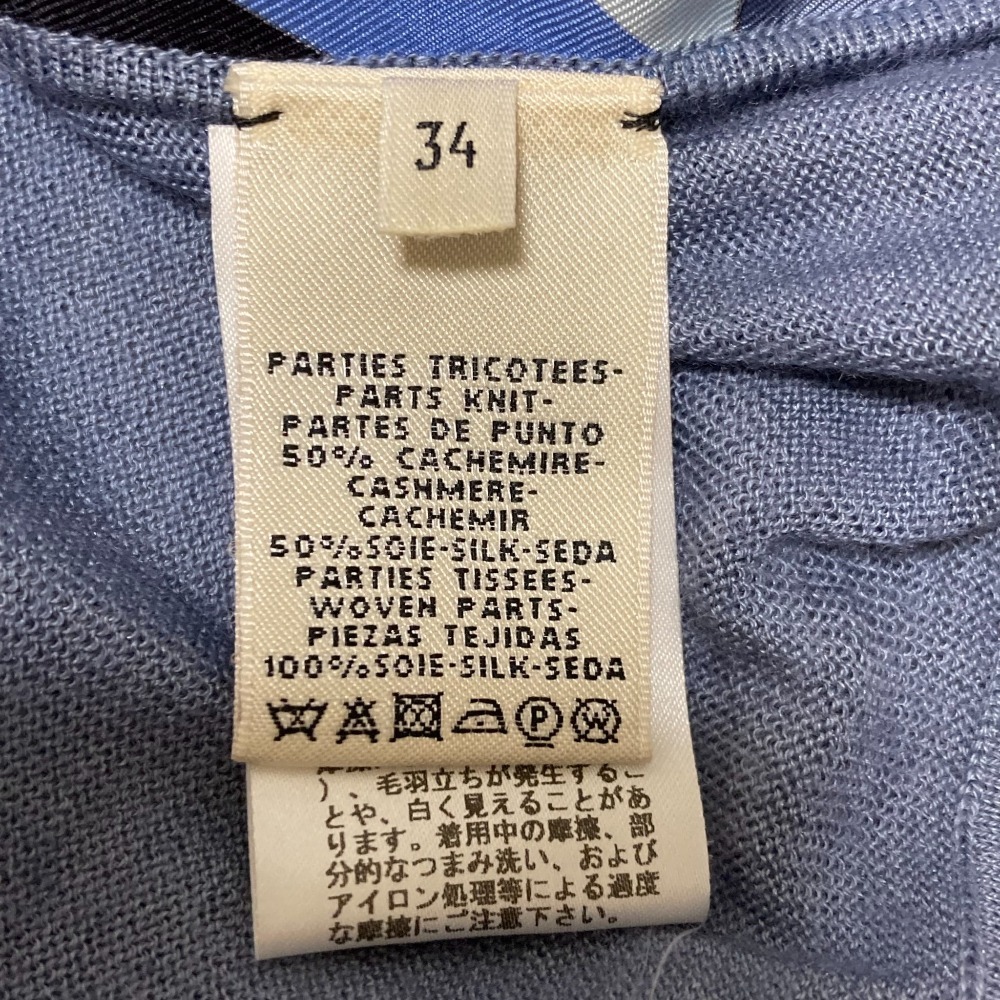 34
PARTIES TRICOTEES-
PARTS KNIT-
PARTES DE PUNTO
50% CACHEMIRE-
CASHMERE-
CACHEMIR
50%SOIE-SILK-SEDA
PARTIES TISSEES-
WOVEN PARTS-
PIEZAS TEJIDAS
100%SOIE-SILK-SEDA
P W
)、毛羽立ちが発生するこ
とや、白く見えることがあ
ります。着用中の摩擦、部
分的なつまみ洗い、および
アイロン処理等による過度
な摩擦にご注意下さい。